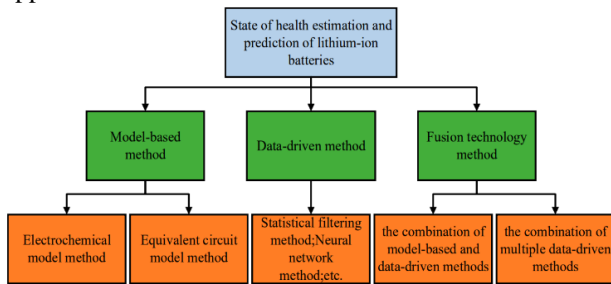 State of health estimation and
prediction of lithium-ion
batteries
Model-based
method
Data-driven method
Fusion technology
method
Electrochemical
model method
Equivalent circuit
model method
Statistical filtering
method;Neural
network
method;etc.
the combination of
model-based and
data-driven methods
the combination of
multiple data-driven
methods